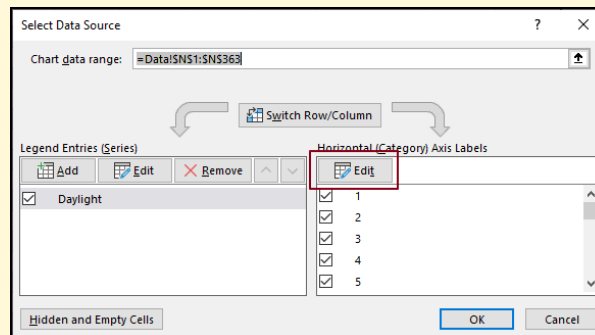 Select Data Source ? ×
Chart data range: =Data!$N$1:$N$363
Switch Row/Column
Legend Entries (Series)
Add Edit Remove
Daylight
Horizontal (Category) Axis Labels
Edit
1
2
3
4
5
Hidden and Empty Cells OK Cancel